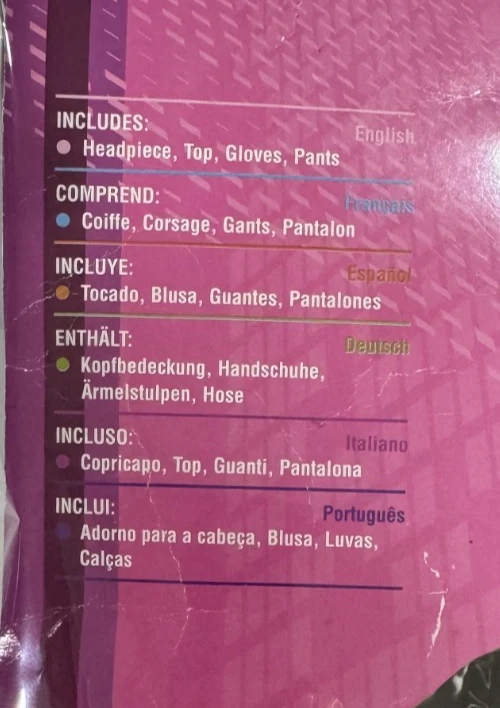 INCLUDES:
English
Headpiece, Top, Gloves, Pants
COMPREND:
Français
Coiffe, Corsage, Gants, Pantalon
INCLUYE:
Español
Tocado, Blusa, Guantes, Pantalones
ENTHÄLT:
Deutsch
Kopfbedeckung, Handschuhe,
Ärmelstulpen, Hose
INCLUSO:
Italiano
Copricapo, Top, Guanti, Pantalona
INCLUI:
Português
Adorno para a cabeça, Blusa, Luvas,
Calças